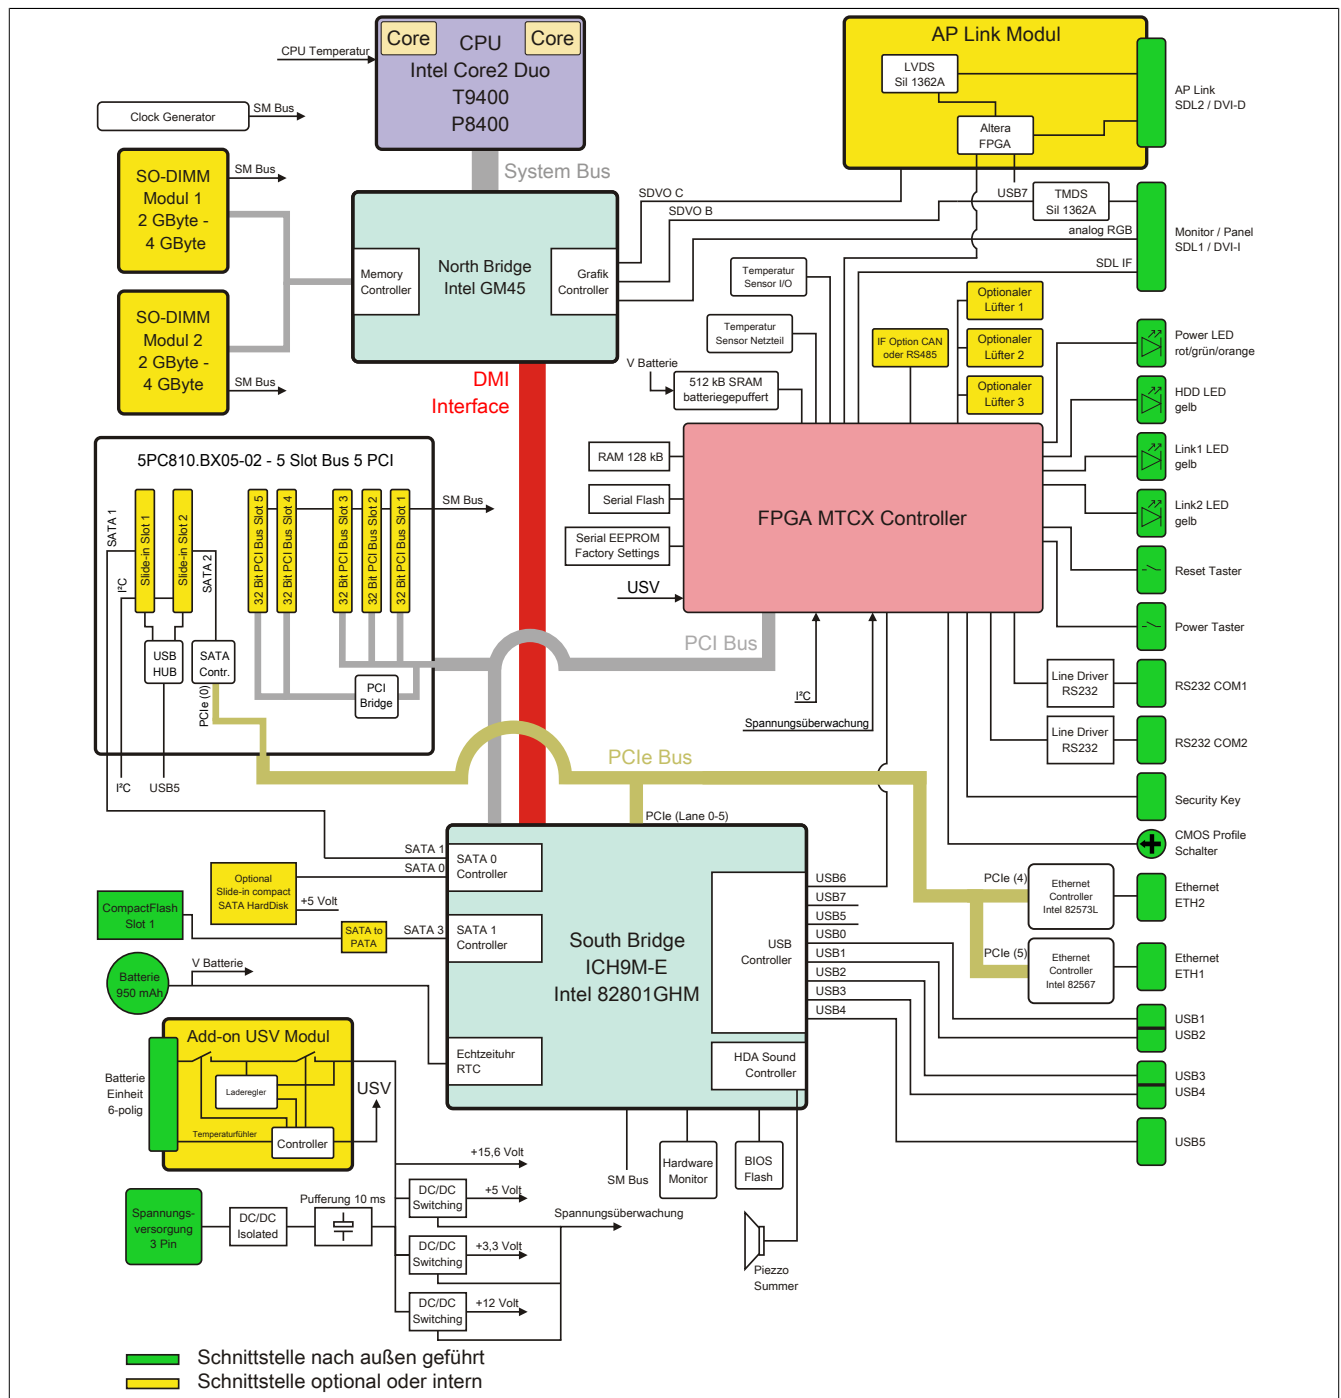 Core
CPU
Core
Intel Core2 Duo
T9400
P8400
CPU Temperatur
Clock Generator
SM Bus
SO-DIMM
Modul 1
2 GByte -
4 GByte
SM Bus
SO-DIMM
Modul 2
2 GByte -
4 GByte
SM Bus
System Bus
Memory
Controller
North Bridge
Intel GM45
Grafik
Controller
SDVO C
SDVO B
analog RGB
DMI
Interface
AP Link Modul
LVDS
Sil 1362A
Altera
FPGA
AP Link
SDL2 / DVI-D
USB7
TMDS
Sil 1362A
Monitor / Panel
SDL1 / DVI-I
SDL IF
Temperatur
Sensor I/O
Temperatur
Sensor Netzteil
V Batterie
512 kB SRAM
batteriegepuffert
IF Option CAN
oder RS485
Optionaler
Lüfter 1
Optionaler
Lüfter 2
Optionaler
Lüfter 3
Power LED
rot/grün/orange
HDD LED
gelb
Link1 LED
gelb
Link2 LED
gelb
Reset Taster
Power Taster
RAM 128 kB
Serial Flash
Serial EEPROM
Factory Settings
USV
FPGA MTCX Controller
5PC810.BX05-02 - 5 Slot Bus 5 PCI
SATA 1
I²C
Slide-in Slot 1
Slide-in Slot 2
SATA 2
32 Bit PCI Bus Slot 5
32 Bit PCI Bus Slot 4
32 Bit PCI Bus Slot 3
32 Bit PCI Bus Slot 2
32 Bit PCI Bus Slot 1
SM Bus
USB
HUB
SATA
Contr.
PCIe (0)
PCI
Bridge
I²C
USB5
PCI Bus
I²C
Spannungsüberwachung
Line Driver
RS232
RS232 COM1
Line Driver
RS232
RS232 COM2
Security Key
CMOS Profile
Schalter
PCIe Bus
PCIe (Lane 0-5)
PCIe (4)
Ethernet
Controller
Intel 82573L
Ethernet
ETH2
PCIe (5)
Ethernet
Controller
Intel 82567
Ethernet
ETH1
SATA 1
SATA 0
SATA 0
Controller
Optional
Slide-in compact
SATA HardDisk
+5 Volt
CompactFlash
Slot 1
SATA to
PATA
SATA 3
SATA 1
Controller
South Bridge
ICH9M-E
Intel 82801GHM
USB
Controller
USB6
USB7
USB5
USB0
USB1
USB2
USB3
USB4
USB1
USB2
USB3
USB4
USB5
Batterie
950 mAh
V Batterie
Echtzeituhr
RTC
HDA Sound
Controller
Add-on USV Modul
Laderegler
Controller
Temperaturfühler
Batterie
Einheit
6-polig
USV
SM Bus
Hardware
Monitor
BIOS
Flash
Piezzo
Summer
Spannungs-
versorgung
3 Pin
DC/DC
Isolated
Pufferung 10 ms
+15,6 Volt
DC/DC
Switching
+5 Volt
Spannungsüberwachung
DC/DC
Switching
+3,3 Volt
DC/DC
Switching
+12 Volt
Schnittstelle nach außen geführt
Schnittstelle optional oder intern